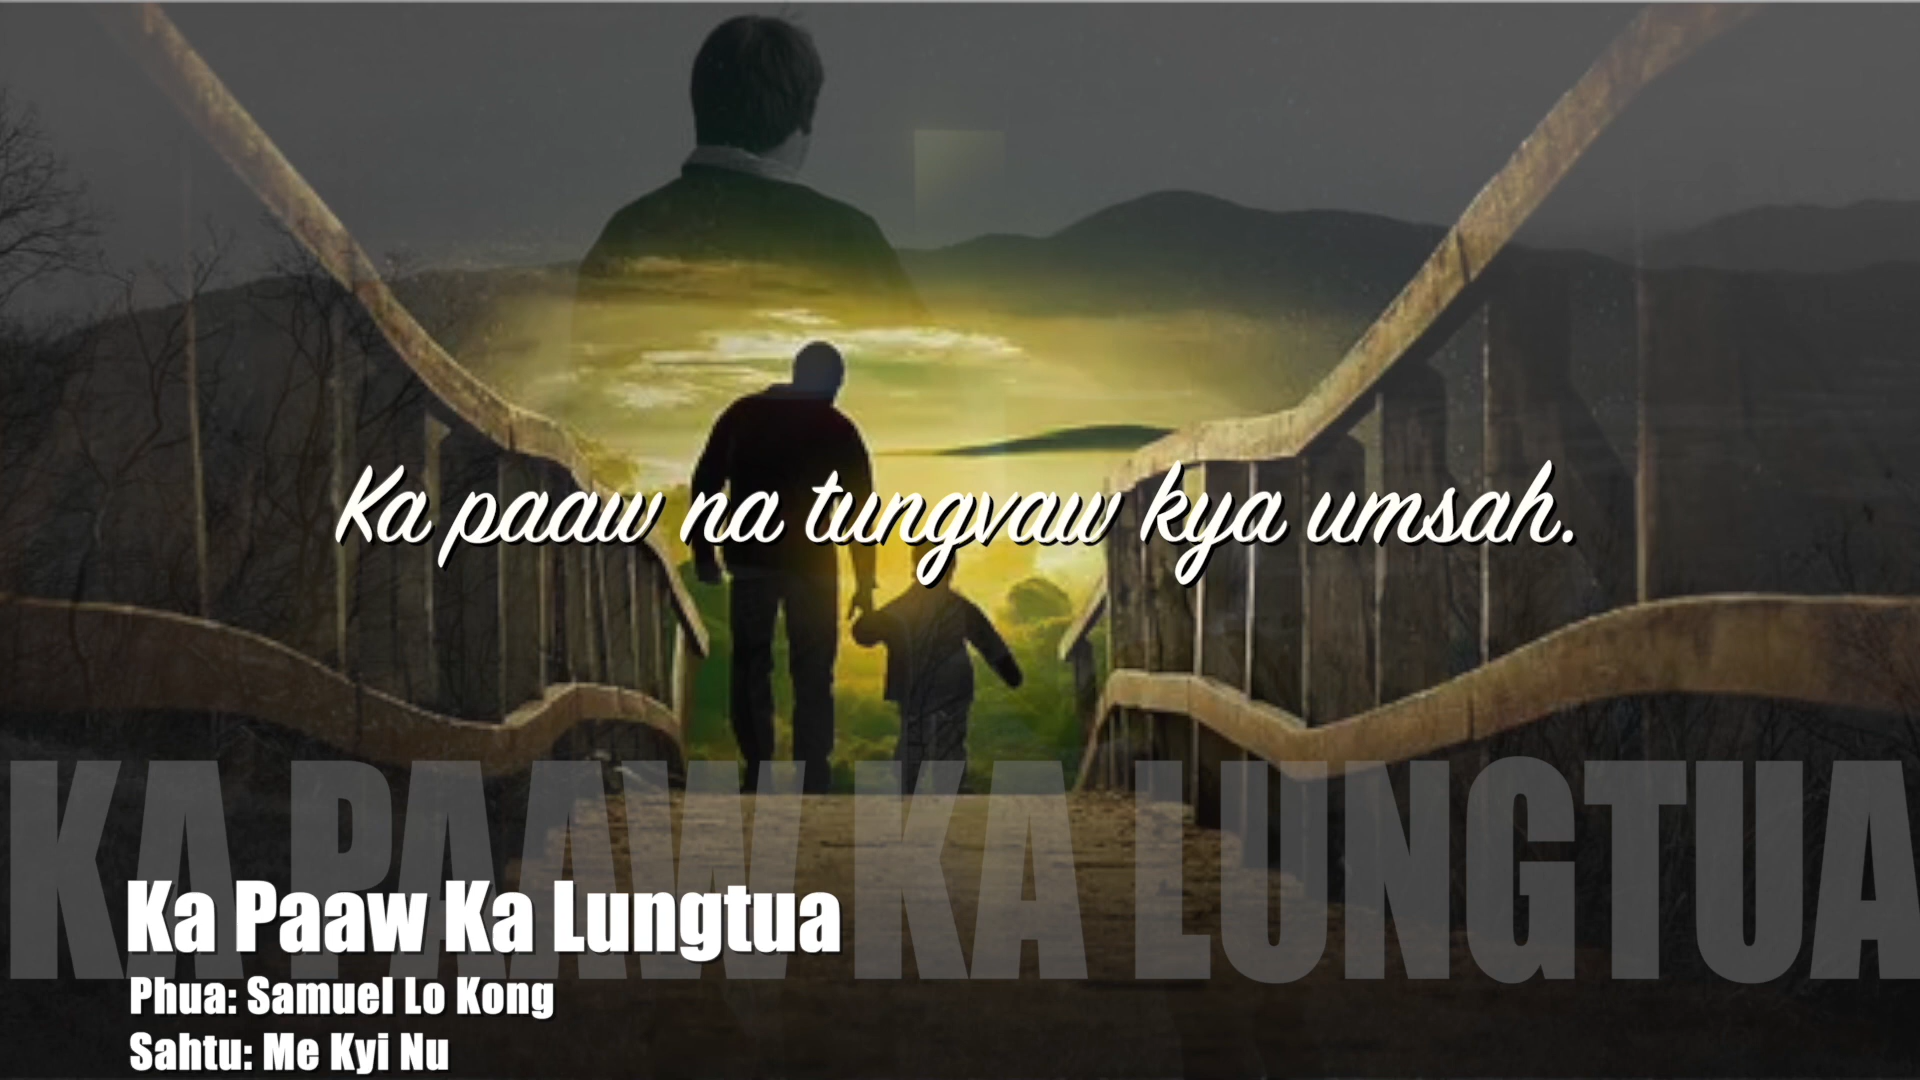 Ka paaw na tungvaw kya umsah.
KA PAAW KA LUNGTUA
Ka Paaw Ka Lungtua
Phua: Samuel Lo Kong
Sahtu: Me Kyi Nu